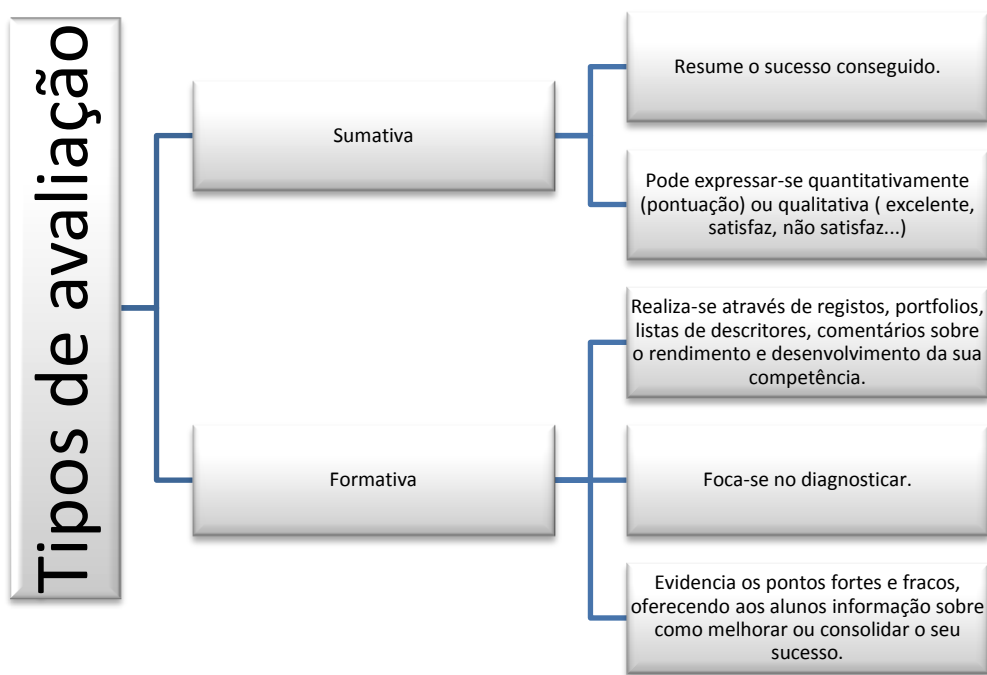 Tipos de avaliação
Sumativa
Resume o sucesso conseguido.
Pode expressar-se quantitativamente
(pontuação) ou qualitativa ( excelente,
satisfaz, não satisfaz...)
Formativa
Realiza-se através de registos, portfolios,
listas de descritores, comentários sobre
o rendimento e desenvolvimento da sua
competência.
Foca-se no diagnosticar.
Evidencia os pontos fortes e fracos,
oferecendo aos alunos informação sobre
como melhorar ou consolidar o seu
sucesso.